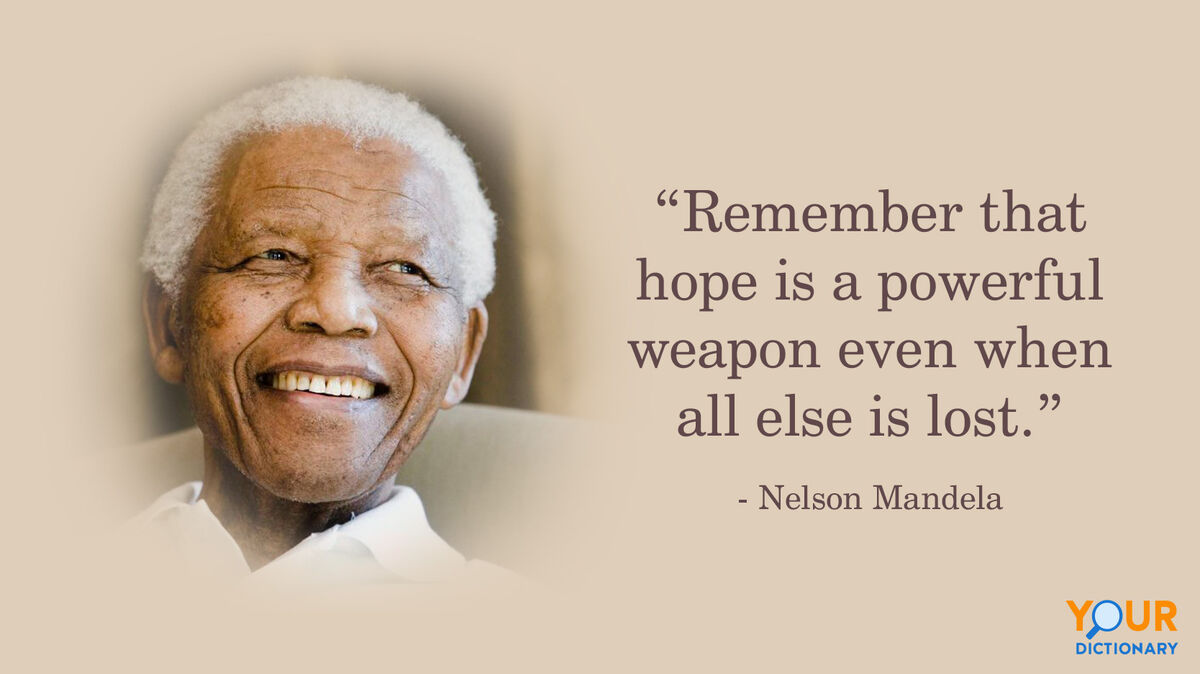 “Remember that
hope is a powerful
weapon even when
all else is lost.”
- Nelson Mandela
YOUR
DICTIONARY